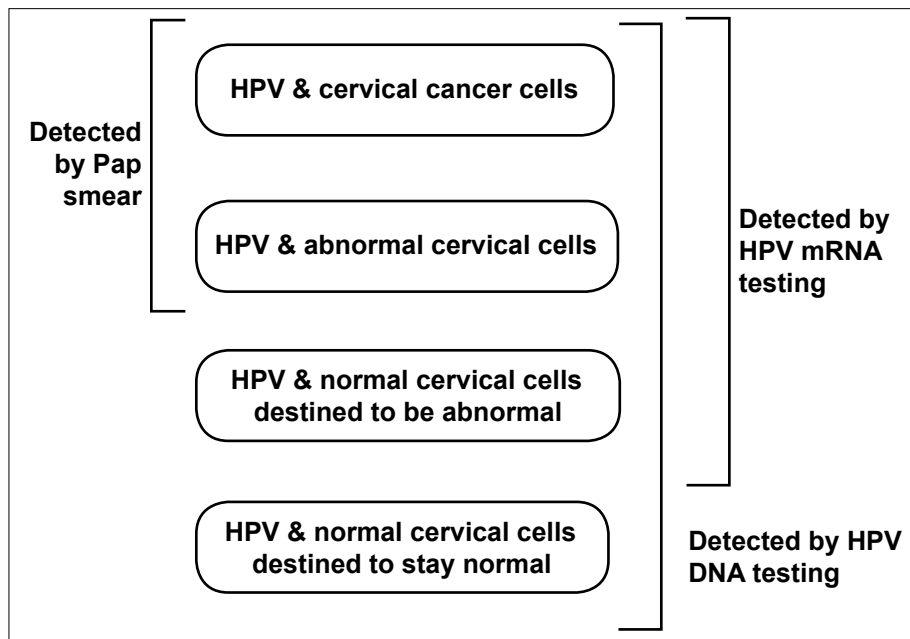 HPV & cervical cancer cells
Detected
by Pap
smear
HPV & abnormal cervical cells
Detected by
HPV mRNA
testing
HPV & normal cervical cells
destined to be abnormal
HPV & normal cervical cells
destined to stay normal
Detected by HPV
DNA testing